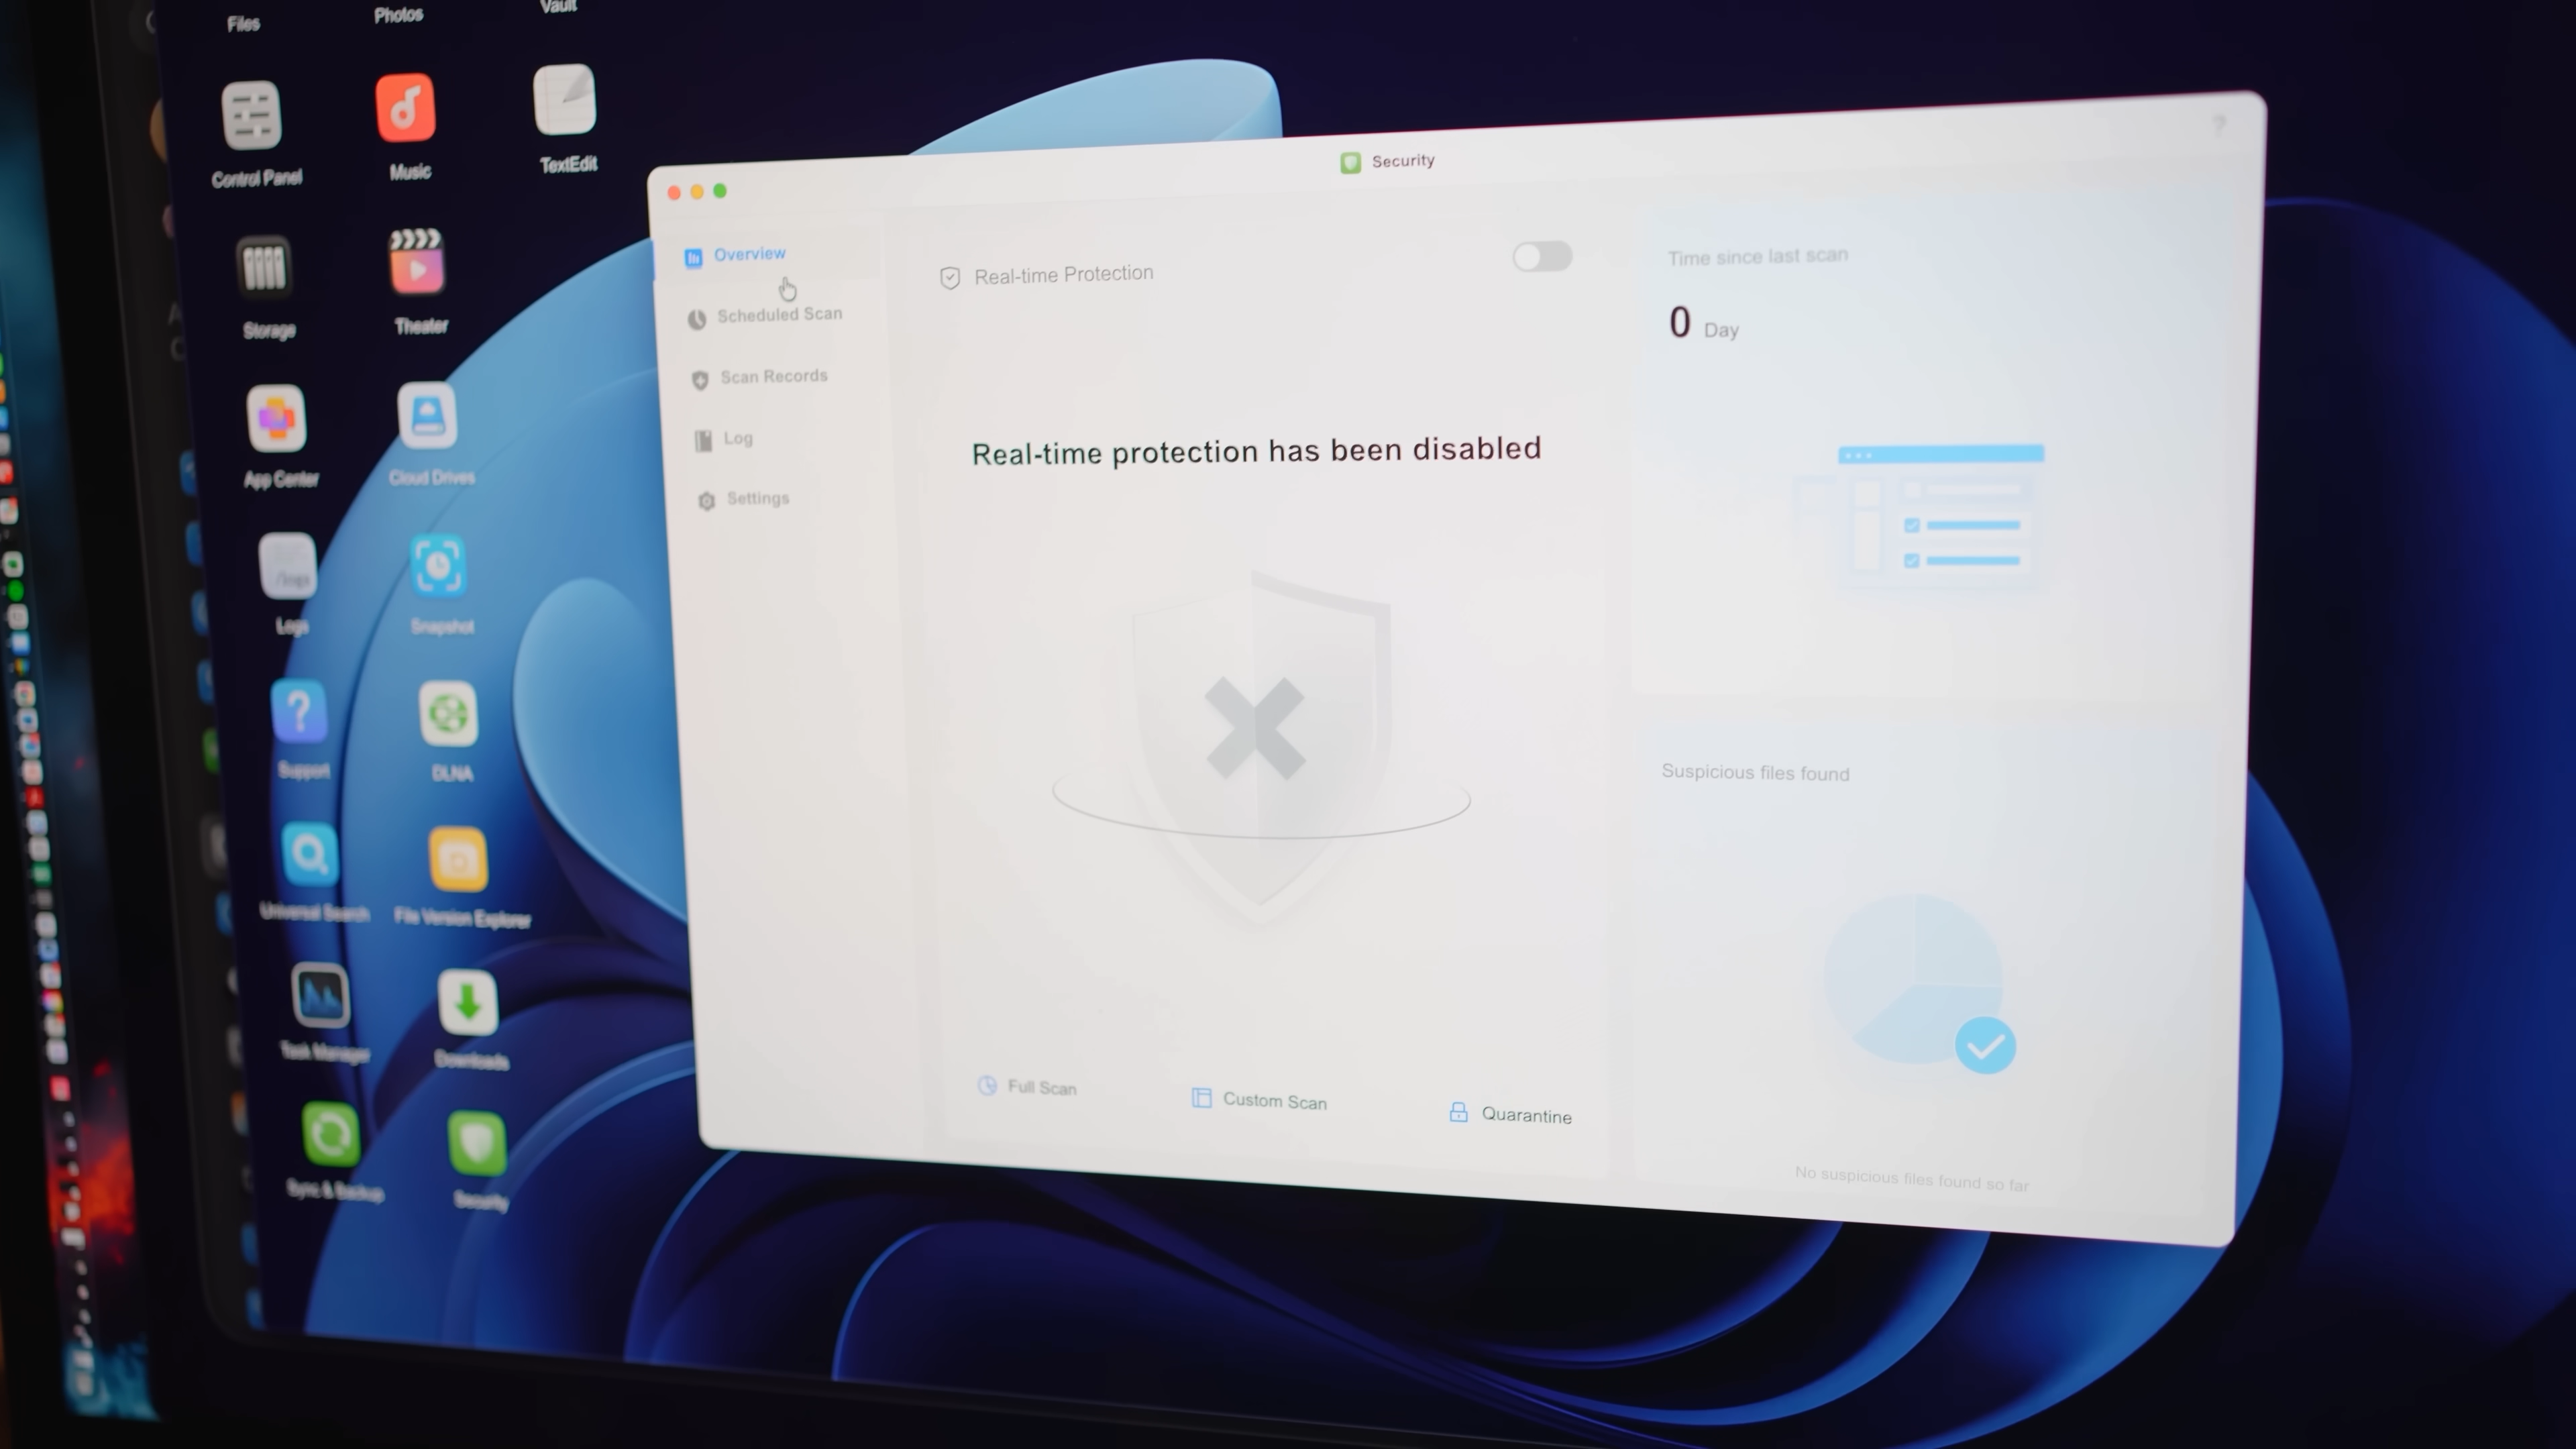 Files
Photos
Vault
Control Panel
Music
TextEdit
Storage
Theater
App Center
Cloud Drives
Logs
Snapshot
Support
DLNA
Universal Search
File Version Explorer
Task Manager
Downloads
Sync & Backup
Security
Security
?
Overview
Scheduled Scan
Scan Records
Log
Settings
Real-time Protection
Real-time protection has been disabled
Full Scan
Custom Scan
Quarantine
Time since last scan
0 Day
Suspicious files found
No suspicious files found so far